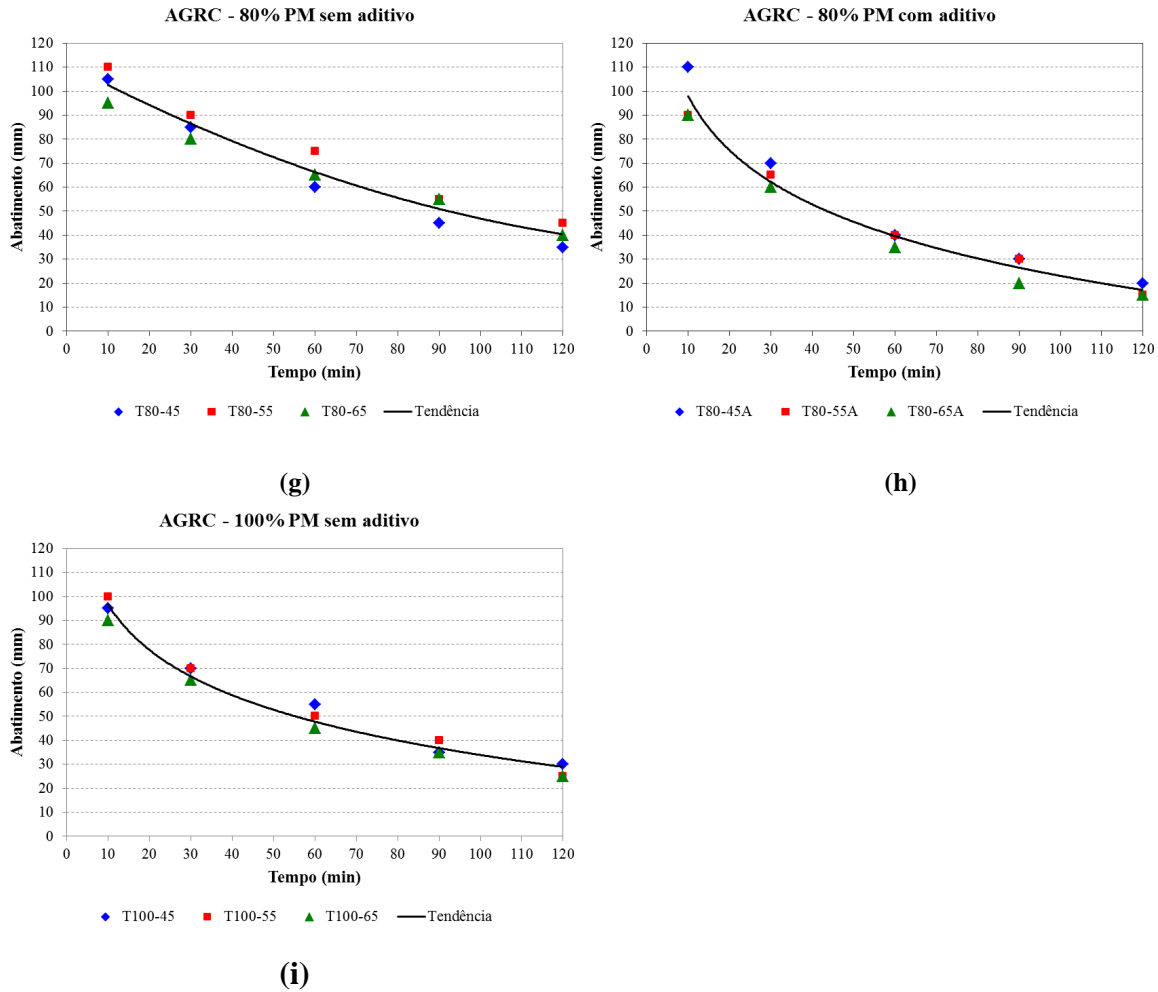 AGRC - 80% PM sem aditivo
Abatimento (mm)
120
110
100
90
80
70
60
50
40
30
20
10
0
0 10 20 30 40 50 60 70 80 90 100 110 120
Tempo (min)
T80-45 T80-55 T80-65 Tendência
(g)
AGRC - 80% PM com aditivo
Abatimento (mm)
120
110
100
90
80
70
60
50
40
30
20
10
0
0 10 20 30 40 50 60 70 80 90 100 110 120
Tempo (min)
T80-45A T80-55A T80-65A Tendência
(h)
AGRC - 100% PM sem aditivo
Abatimento (mm)
120
110
100
90
80
70
60
50
40
30
20
10
0
0 10 20 30 40 50 60 70 80 90 100 110 120
Tempo (min)
T100-45 T100-55 T100-65 Tendência
(i)